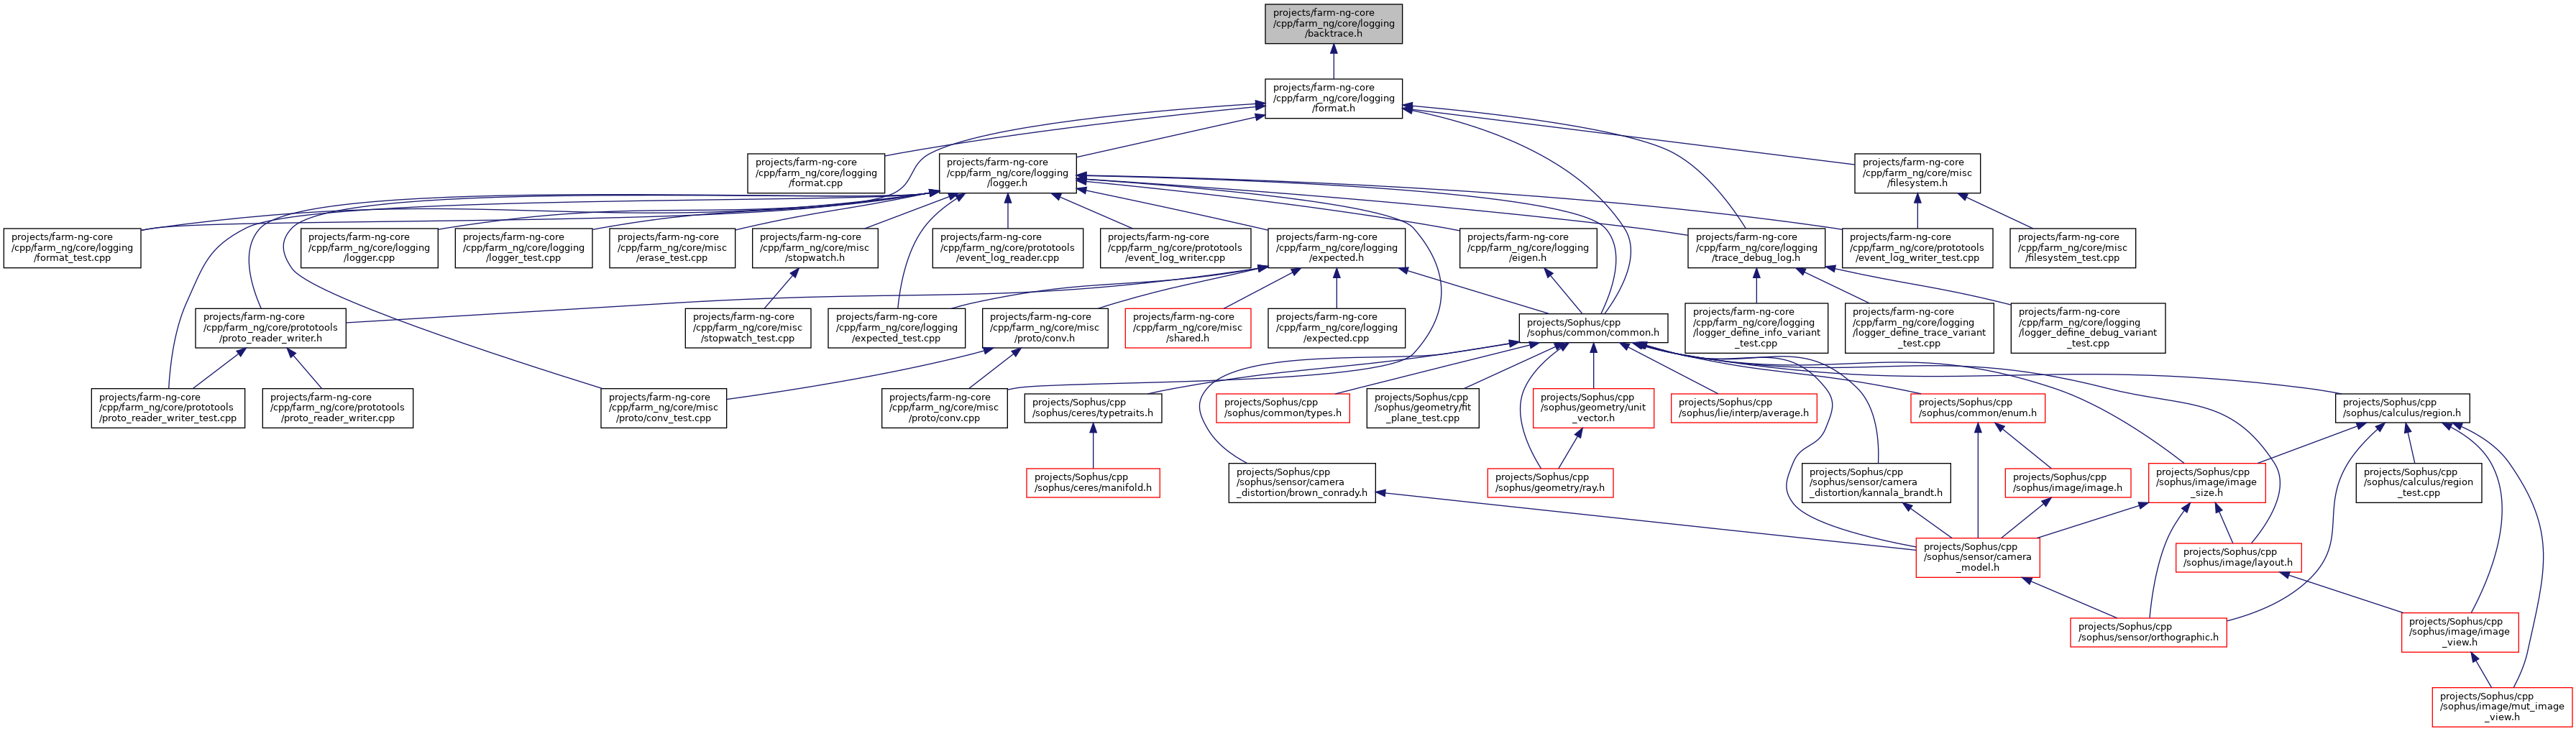 projects/farm-ng-core
/cpp/farm_ng/core/logging
/backtrace.h
projects/farm-ng-core
/cpp/farm_ng/core/logging
/format.h
projects/farm-ng-core
/cpp/farm_ng/core/logging
/format.cpp
projects/farm-ng-core
/cpp/farm_ng/core/logging
/logger.h
projects/farm-ng-core
/cpp/farm_ng/core/misc
/filesystem.h
projects/farm-ng-core
/cpp/farm_ng/core/logging
/format_test.cpp
projects/farm-ng-core
/cpp/farm_ng/core/logging
/logger.cpp
projects/farm-ng-core
/cpp/farm_ng/core/logging
/logger_test.cpp
projects/farm-ng-core
/cpp/farm_ng/core/misc
/erase_test.cpp
projects/farm-ng-core
/cpp/farm_ng/core/misc
/stopwatch.h
projects/farm-ng-core
/cpp/farm_ng/core/prototools
/event_log_reader.cpp
projects/farm-ng-core
/cpp/farm_ng/core/prototools
/event_log_writer.cpp
projects/farm-ng-core
/cpp/farm_ng/core/logging
/expected.h
projects/farm-ng-core
/cpp/farm_ng/core/logging
/eigen.h
projects/farm-ng-core
/cpp/farm_ng/core/logging
/trace_debug_log.h
projects/farm-ng-core
/cpp/farm_ng/core/prototools
/event_log_writer_test.cpp
projects/farm-ng-core
/cpp/farm_ng/core/misc
/filesystem_test.cpp
projects/farm-ng-core
/cpp/farm_ng/core/prototools
/proto_reader_writer.h
projects/farm-ng-core
/cpp/farm_ng/core/misc
/stopwatch_test.cpp
projects/farm-ng-core
/cpp/farm_ng/core/logging
/expected_test.cpp
projects/farm-ng-core
/cpp/farm_ng/core/misc
/proto/conv.h
projects/farm-ng-core
/cpp/farm_ng/core/misc
/shared.h
projects/farm-ng-core
/cpp/farm_ng/core/logging
/expected.cpp
projects/Sophus/cpp
/sophus/common/common.h
projects/farm-ng-core
/cpp/farm_ng/core/logging
/logger_define_info_variant
_test.cpp
projects/farm-ng-core
/cpp/farm_ng/core/logging
/logger_define_trace_variant
_test.cpp
projects/farm-ng-core
/cpp/farm_ng/core/logging
/logger_define_debug_variant
_test.cpp
projects/farm-ng-core
/cpp/farm_ng/core/prototools
/proto_reader_writer_test.cpp
projects/farm-ng-core
/cpp/farm_ng/core/prototools
/proto_reader_writer.cpp
projects/farm-ng-core
/cpp/farm_ng/core/misc
/proto/conv_test.cpp
projects/farm-ng-core
/cpp/farm_ng/core/misc
/proto/conv.cpp
projects/Sophus/cpp
/sophus/ceres/typetraits.h
projects/Sophus/cpp
/sophus/common/types.h
projects/Sophus/cpp
/sophus/geometry/fit
_plane_test.cpp
projects/Sophus/cpp
/sophus/geometry/unit
_vector.h
projects/Sophus/cpp
/sophus/lie/interp/average.h
projects/Sophus/cpp
/sophus/common/enum.h
projects/Sophus/cpp
/sophus/calculus/region.h
projects/Sophus/cpp
/sophus/ceres/manifold.h
projects/Sophus/cpp
/sophus/sensor/camera
_distortion/brown_conrady.h
projects/Sophus/cpp
/sophus/geometry/ray.h
projects/Sophus/cpp
/sophus/sensor/camera
_distortion/kannala_brandt.h
projects/Sophus/cpp
/sophus/image/image.h
projects/Sophus/cpp
/sophus/image/image
_size.h
projects/Sophus/cpp
/sophus/calculus/region
_test.cpp
projects/Sophus/cpp
/sophus/sensor/camera
_model.h
projects/Sophus/cpp
/sophus/image/layout.h
projects/Sophus/cpp
/sophus/sensor/orthographic.h
projects/Sophus/cpp
/sophus/image/image
_view.h
projects/Sophus/cpp
/sophus/image/mut_image
_view.h